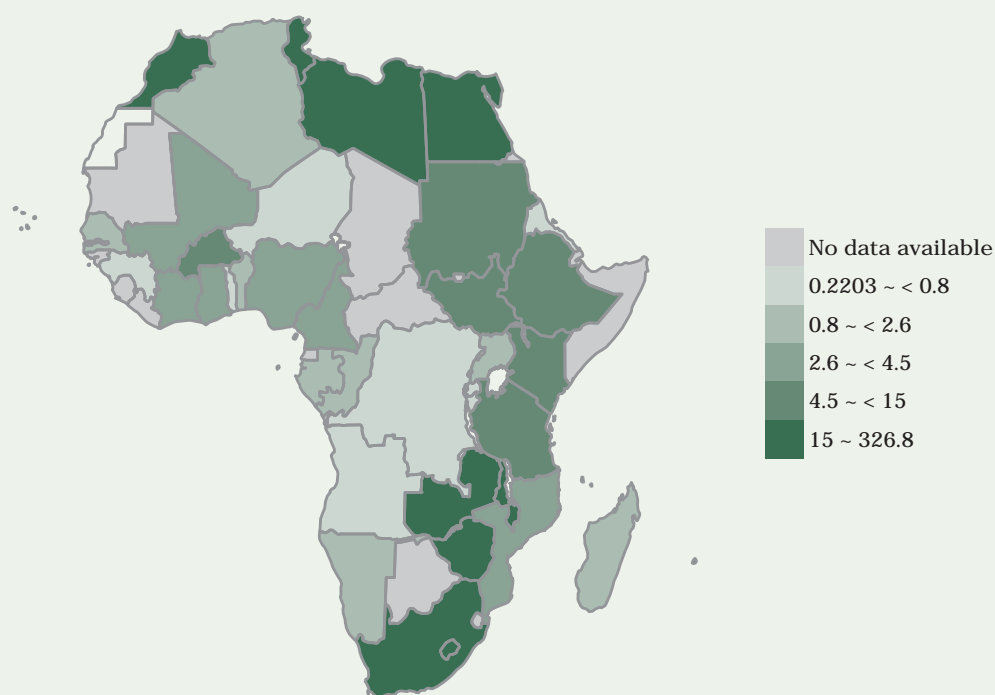 No data available
0.2203 ~ < 0.8
0.8 ~ < 2.6
2.6 ~ < 4.5
4.5 ~ < 15
15 ~ 326.8